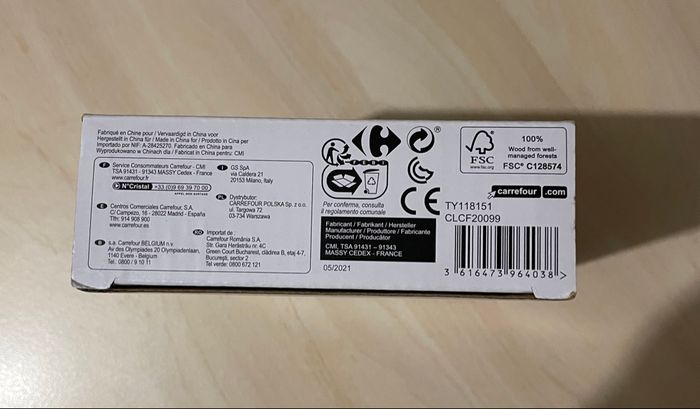 Fabriqué en Chine pour / Vervaardigd in China voor
Hergestellt in China für / Made in China for / Prodotto in Cina per
Importado por NIF: A-28425270. Fabricado en China para
Wyprodukowano w Chinach dla / Fabricat in China pentru: CMI
F Service Consommateurs Carrefour - CMI
TSA 91431 - 91343 MASSY Cedex - France
www.carrefour.fr
N°Cristal +33 (0)9 69 39 70 00
APPEL NON SURTAXÉ
E Centros Comerciales Carrefour, S.A.
C/ Campezo, 16 - 28022 Madrid - España
Tfn: 914 908 900
www.carrefour.es
B s.a. Carrefour BELGIUM n.v.
Av des Olympiades 20 Olympiadenlaan,
1140 Evere - Belgium
Tel.: 0800 / 9 10 11
I GS SpA
via Caldera 21
20153 Milano, Italy
PL Dystrybutor:
CARREFOUR POLSKA Sp. z o.o.
ul. Targowa 72
03-734 Warszawa
RO Importat de :
Carrefour România S.A.
Str. Gara Herăstrău nr. 4C
Green Court Bucharest, clădirea B, etaj 4-7,
Bucureşti, sector 2
Tel verde: 0800 672 121
Per conferma, consulta
il regolamento comunale
Fabricant / Fabrikant / Hersteller
Manufacturer / Produttore / Fabricante
Producent / Producător
CMI, TSA 91431 – 91343
MASSY CEDEX - FRANCE
05/2021
CE
FSC
www.fsc.org
100%
Wood from well-
managed forests
FSC® C128574
carrefour .com
TY118151
CLCF20099
3 616473 964038 >